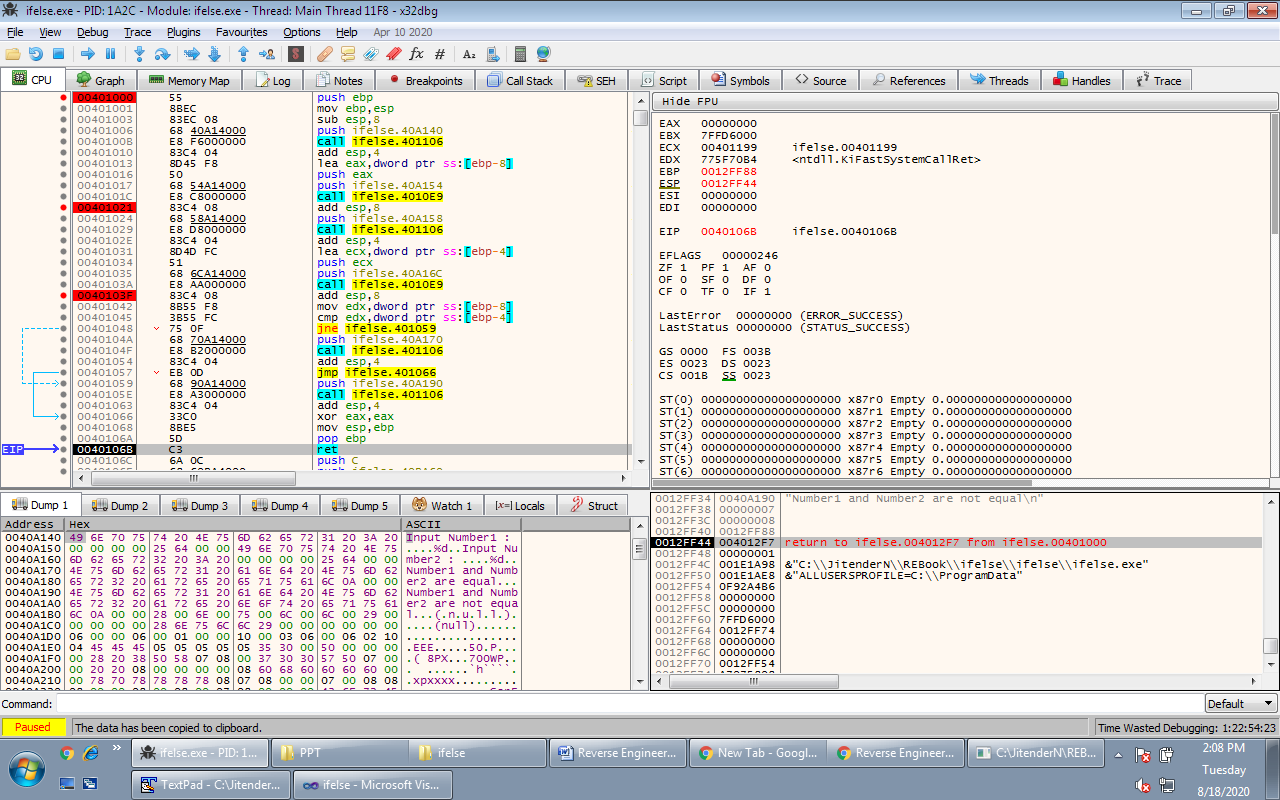 ifelse.exe - PID: 1A2C - Module: ifelse.exe - Thread: Main Thread 11F8 - x32dbg
File View Debug Trace Plugins Favourites Options Help Apr 10 2020
CPU Graph Memory Map Log Notes Breakpoints Call Stack SEH Script Symbols Source References Threads Handles Trace
00401000 55 push ebp
00401001 8BEC mov ebp,esp
00401003 83EC 08 sub esp,8
00401006 68 40A14000 push ifelse.40A140
0040100B E8 F6000000 call ifelse.401106
00401010 83C4 04 add esp,4
00401013 8D45 F8 lea eax,dword ptr ss:[ebp-8]
00401016 50 push eax
00401017 68 54A14000 push ifelse.40A154
0040101C E8 C8000000 call ifelse.4010E9
00401021 83C4 08 add esp,8
00401024 68 58A14000 push ifelse.40A158
00401029 E8 D8000000 call ifelse.401106
0040102E 83C4 04 add esp,4
00401031 8D4D FC lea ecx,dword ptr ss:[ebp-4]
00401034 51 push ecx
00401035 68 6CA14000 push ifelse.40A16C
0040103A E8 AA000000 call ifelse.4010E9
0040103F 83C4 08 add esp,8
00401042 8B55 F8 mov edx,dword ptr ss:[ebp-8]
00401045 3B55 FC cmp edx,dword ptr ss:[ebp-4]
00401048 75 0F jne ifelse.401059
0040104A 68 70A14000 push ifelse.40A170
0040104F E8 B2000000 call ifelse.401106
00401054 83C4 04 add esp,4
00401057 EB 0D jmp ifelse.401066
00401059 68 90A14000 push ifelse.40A190
0040105E E8 A3000000 call ifelse.401106
00401063 83C4 04 add esp,4
00401066 33C0 xor eax,eax
00401068 8BE5 mov esp,ebp
0040106A 5D pop ebp
EIP 0040106B C3 ret
0040106C 6A 0C push C
Hide FPU
EAX 00000000
EBX 7FFD6000
ECX 00401199 ifelse.00401199
EDX 775F70B4 <ntdll.KiFastSystemCallRet>
EBP 0012FF88
ESP 0012FF44
ESI 00000000
EDI 00000000
EIP 0040106B ifelse.0040106B
EFLAGS 00000246
ZF 1 PF 1 AF 0
OF 0 SF 0 DF 0
CF 0 TF 0 IF 1
LastError 00000000 (ERROR_SUCCESS)
LastStatus 00000000 (STATUS_SUCCESS)
GS 0000 FS 003B
ES 0023 DS 0023
CS 001B SS 0023
ST(0) 00000000000000000000 x87r0 Empty 0.000000000000000000
ST(1) 00000000000000000000 x87r1 Empty 0.000000000000000000
ST(2) 00000000000000000000 x87r2 Empty 0.000000000000000000
ST(3) 00000000000000000000 x87r3 Empty 0.000000000000000000
ST(4) 00000000000000000000 x87r4 Empty 0.000000000000000000
ST(5) 00000000000000000000 x87r5 Empty 0.000000000000000000
ST(6) 00000000000000000000 x87r6 Empty 0.000000000000000000
Dump 1 Dump 2 Dump 3 Dump 4 Dump 5 Watch 1 [x=] Locals Struct
Address Hex ASCII
0040A140 49 6E 70 75 74 20 4E 75 6D 62 65 72 31 20 3A 20 Input Number1 :
0040A150 00 00 00 00 25 64 00 00 49 6E 70 75 74 20 4E 75 ....%d..Input Nu
0040A160 6D 62 65 72 32 20 3A 20 00 00 00 00 25 64 00 00 mber2 : ....%d..
0040A170 4E 75 6D 62 65 72 31 20 61 6E 64 20 4E 75 6D 62 Number1 and Numb
0040A180 65 72 32 20 61 72 65 20 65 71 75 61 6C 0A 00 00 er2 are equal...
0040A190 4E 75 6D 62 65 72 31 20 61 6E 64 20 4E 75 6D 62 Number1 and Numb
0040A1A0 65 72 32 20 61 72 65 20 6E 6F 74 20 65 71 75 61 er2 are not equa
0040A1B0 6C 0A 00 00 28 00 6E 00 75 00 6C 00 6C 00 29 00 l...(.n.u.l.l.).
0040A1C0 00 00 00 00 28 6E 75 6C 6C 29 00 00 00 00 00 00 ....(null)......
0040A1D0 06 00 00 06 00 01 00 00 10 00 03 06 00 06 02 10 ................
0040A1E0 04 45 45 45 05 05 05 05 05 35 30 00 50 00 00 00 .EEE.....50.P...
0040A1F0 00 28 20 38 50 58 07 08 00 37 30 30 57 50 07 00 .( 8PX...700WP..
0040A200 00 20 20 08 00 00 00 00 08 60 68 60 60 60 60 00 .  ......`h````.
0040A210 00 78 70 78 78 78 78 08 07 08 00 00 07 00 08 08 .xpxxxx.........
0012FF34 0040A190 "Number1 and Number2 are not equal\n"
0012FF38 00000007
0012FF3C 00000008
0012FF40 0012FF88
0012FF44 004012F7 return to ifelse.004012F7 from ifelse.00401000
0012FF48 00000001
0012FF4C 001E1A98 &"C:\\JitenderN\\REBook\\ifelse\\ifelse\\ifelse.exe"
0012FF50 001E1AE8 &"ALLUSERSPROFILE=C:\\ProgramData"
0012FF54 0F92A4B6
0012FF58 00000000
0012FF5C 00000000
0012FF60 7FFD6000
0012FF64 0012FF74
0012FF68 00000000
0012FF6C 00000000
0012FF70 0012FF54
Command: Default
Paused The data has been copied to clipboard. Time Wasted Debugging: 1:22:54:23
ifelse.exe - PID: 1... PPT ifelse Reverse Engineer... New Tab - Googl... Reverse Engineer... C:\JitenderN\REB...
TextPad - C:\Jitender... ifelse - Microsoft Vis...
2:08 PM
Tuesday
8/18/2020